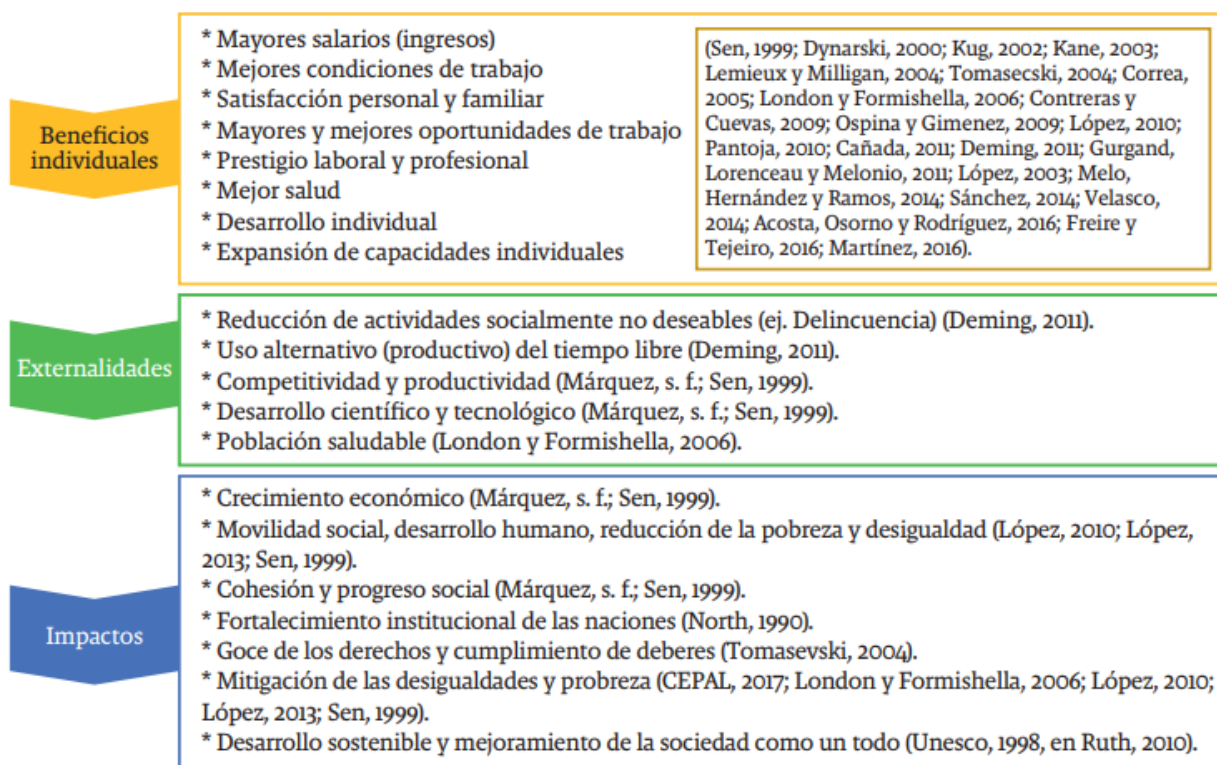 Beneficios
individuales
* Mayores salarios (ingresos)
* Mejores condiciones de trabajo
* Satisfacción personal y familiar
* Mayores y mejores oportunidades de trabajo
* Prestigio laboral y profesional
* Mejor salud
* Desarrollo individual
* Expansión de capacidades individuales
(Sen, 1999; Dynarski, 2000; Kug, 2002; Kane, 2003;
Lemieux y Milligan, 2004; Tomasecski, 2004; Correa,
2005; London y Formishella, 2006; Contreras y
Cuevas, 2009; Ospina y Gimenez, 2009; López, 2010;
Pantoja, 2010; Cañada, 2011; Deming, 2011; Gurgand,
Lorenceau y Melonio, 2011; López, 2003; Melo,
Hernández y Ramos, 2014; Sánchez, 2014; Velasco,
2014; Acosta, Osorno y Rodríguez, 2016; Freire y
Tejeiro, 2016; Martínez, 2016).
Externalidades
* Reducción de actividades socialmente no deseables (ej. Delincuencia) (Deming, 2011).
* Uso alternativo (productivo) del tiempo libre (Deming, 2011).
* Competitividad y productividad (Márquez, s. f.; Sen, 1999).
* Desarrollo científico y tecnológico (Márquez, s. f.; Sen, 1999).
* Población saludable (London y Formishella, 2006).
Impactos
* Crecimiento económico (Márquez, s. f.; Sen, 1999).
* Movilidad social, desarrollo humano, reducción de la pobreza y desigualdad (López, 2010; López,
2013; Sen, 1999).
* Cohesión y progreso social (Márquez, s. f.; Sen, 1999).
* Fortalecimiento institucional de las naciones (North, 1990).
* Goce de los derechos y cumplimiento de deberes (Tomasevski, 2004).
* Mitigación de las desigualdades y probreza (CEPAL, 2017; London y Formishella, 2006; López, 2010;
López, 2013; Sen, 1999).
* Desarrollo sostenible y mejoramiento de la sociedad como un todo (Unesco, 1998, en Ruth, 2010).